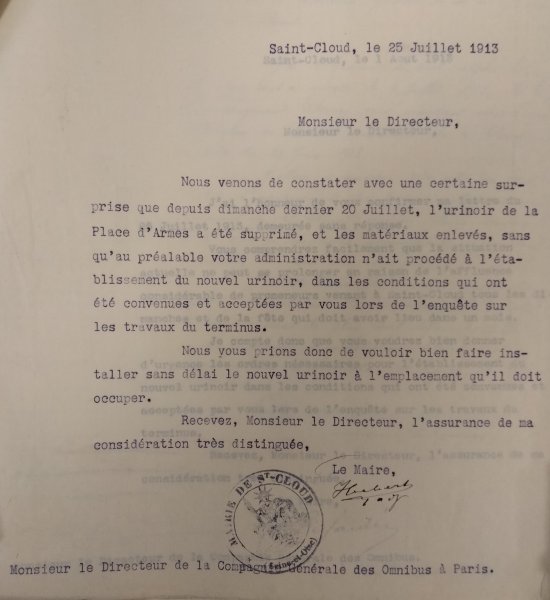 Saint-Cloud, le 25 Juillet 1913
Monsieur le Directeur,
Nous venons de constater avec une certaine sur-
prise que depuis dimanche dernier 20 Juillet, l'urinoir de la
Place d'Armes a été supprimé, et les matériaux enlevés, sans
qu'au préalable votre administration n'ait procédé à l'éta-
blissement du nouvel urinoir, dans les conditions qui ont
été convenues et acceptées par vous lors de l'enquête sur
les travaux du terminus.
Nous vous prions donc de vouloir bien faire ins-
taller sans délai le nouvel urinoir à l'emplacement qu'il doit
occuper.
Recevez, Monsieur le Directeur, l'assurance de ma
considération très distinguée,
Le Maire,
MAIRIE DE ST-CLOUD
(Seine-et-Oise)
Monsieur le Directeur de la Compagnie Générale des Omnibus à Paris.